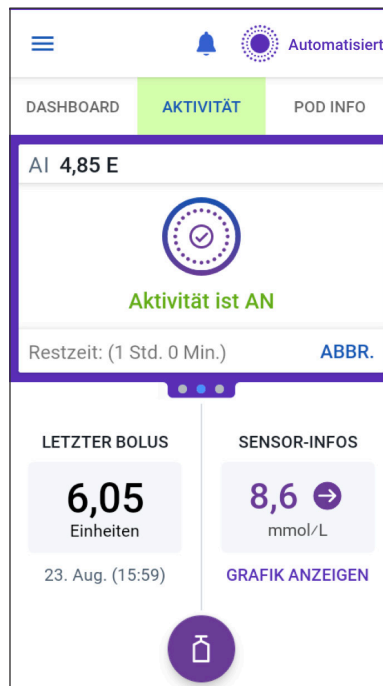 Automatisiert
DASHBOARD AKTIVITÄT POD INFO
AI 4,85 E
Aktivität ist AN
Restzeit: (1 Std. 0 Min.) ABBR.
LETZTER BOLUS
6,05
Einheiten
23. Aug. (15:59)
SENSOR-INFOS
8,6
mmol/L
GRAFIK ANZEIGEN